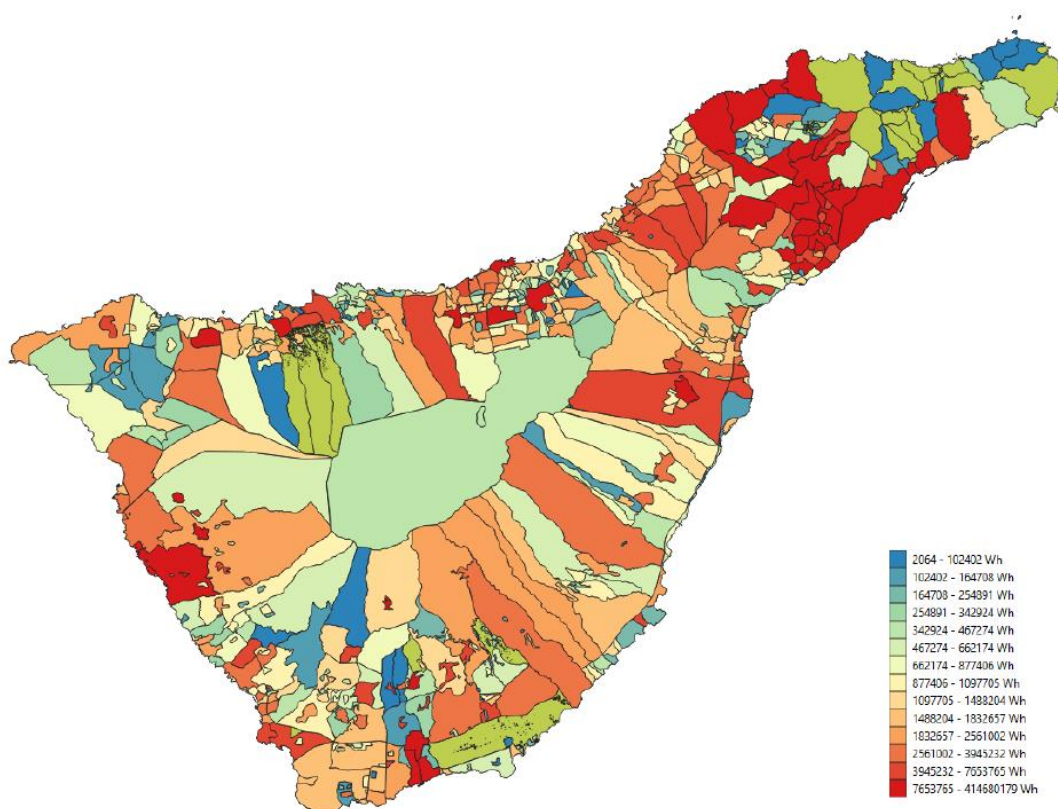 2064 - 102402 Wh
102402 - 164708 Wh
164708 - 254891 Wh
254891 - 342924 Wh
342924 - 467274 Wh
467274 - 662174 Wh
662174 - 877406 Wh
877406 - 1097705 Wh
1097705 - 1488204 Wh
1488204 - 1832657 Wh
1832657 - 2561002 Wh
2561002 - 3945232 Wh
3945232 - 7653765 Wh
7653765 - 414680179 Wh